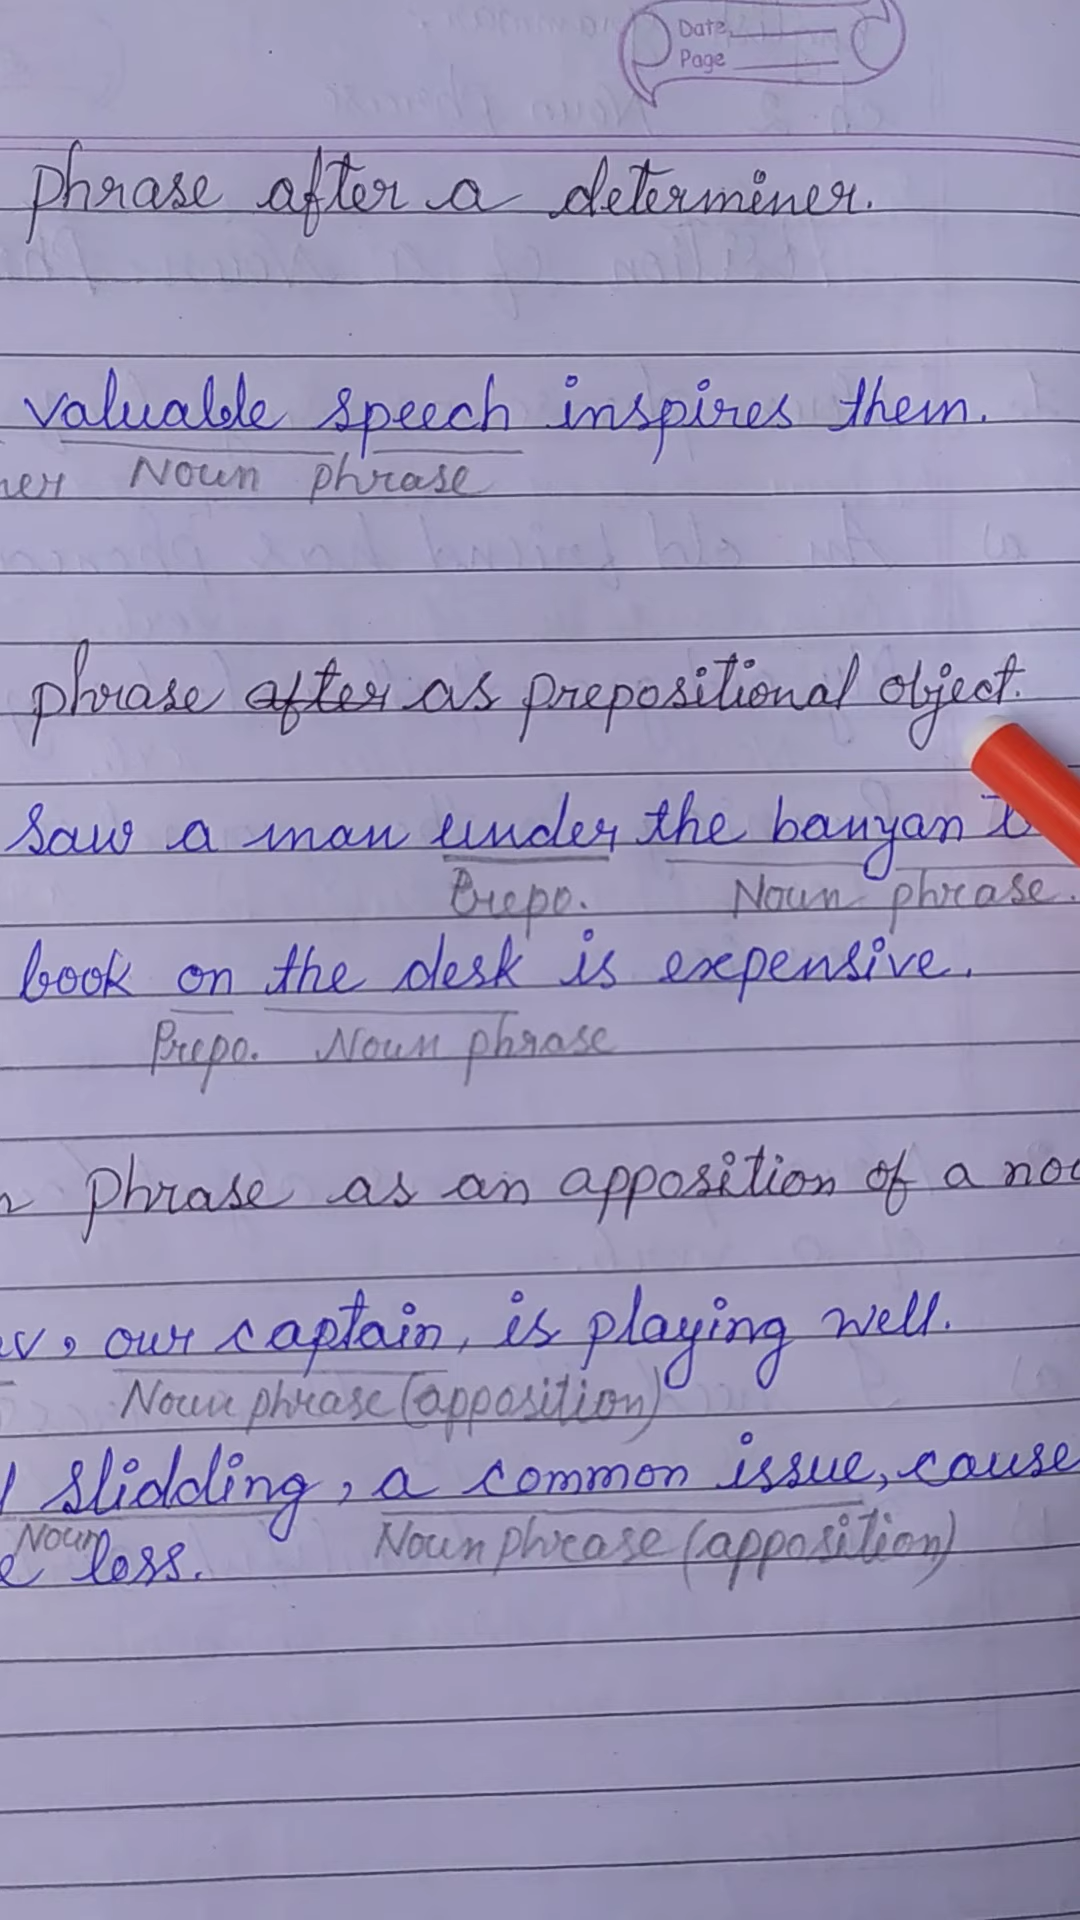 Date
Page
phrase after a determiner.
valuable speech inspires them.
Noun phrase
phrase after as prepositional object.
saw a man under the banyan
Prepo. Noun phrase.
book on the desk is expensive.
Prepo. Noun phrase
phrase as an apposition of a
our captain, is playing well.
Noun phrase (apposition)
slidding, a common issue, cause
Noun Noun phrase (apposition)
loss.